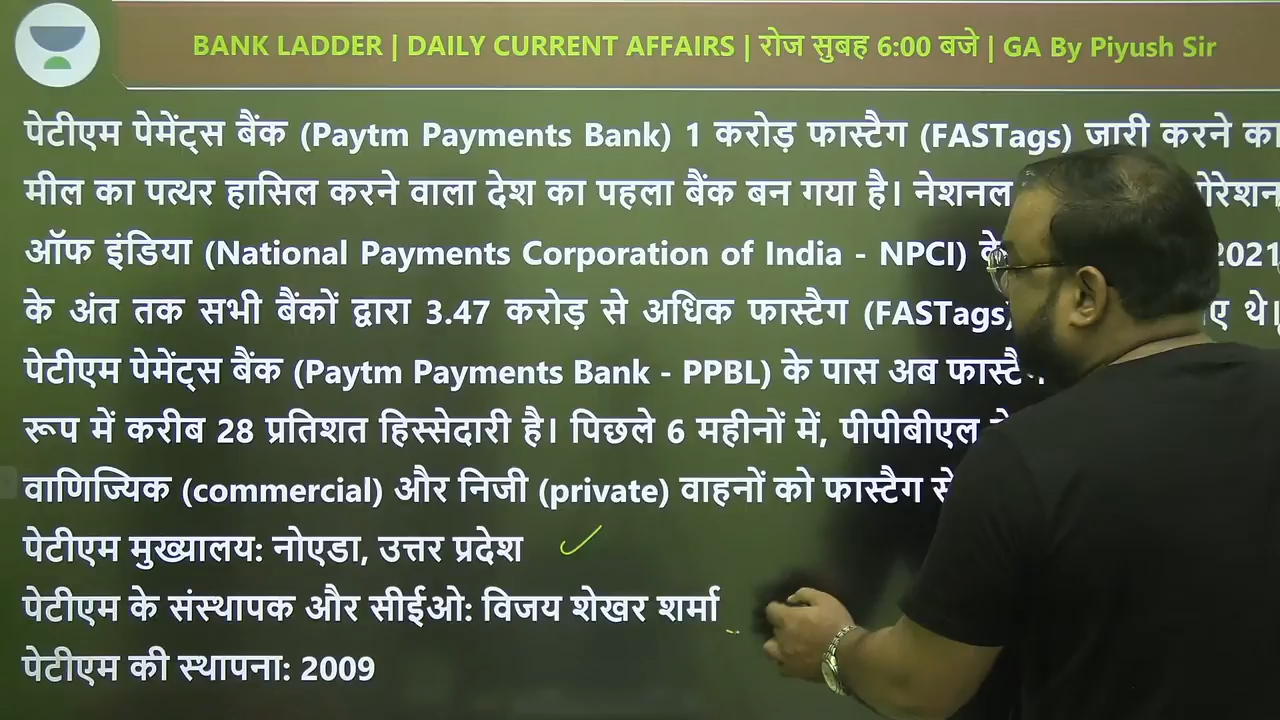 BANK LADDER | DAILY CURRENT AFFAIRS | रोज सुबह 6:00 बजे | GA By Piyush Sir
पेटीएम पेमेंट्स बैंक (Paytm Payments Bank) 1 करोड़ फास्टैग (FASTags) जारी करने का
मील का पत्थर हासिल करने वाला देश का पहला बैंक बन गया है। नेशनल
ऑफ इंडिया (National Payments Corporation of India - NPCI) 2021
के अंत तक सभी बैंकों द्वारा 3.47 करोड़ से अधिक फास्टैग (FASTags) थे।
पेटीएम पेमेंट्स बैंक (Paytm Payments Bank - PPBL) के पास अब
रूप में करीब 28 प्रतिशत हिस्सेदारी है। पिछले 6 महीनों में, पीपीबीएल
वाणिज्यिक (commercial) और निजी (private) वाहनों को फास्टैग से
पेटीएम मुख्यालय: नोएडा, उत्तर प्रदेश
पेटीएम के संस्थापक और सीईओ: विजय शेखर शर्मा
पेटीएम की स्थापना: 2009